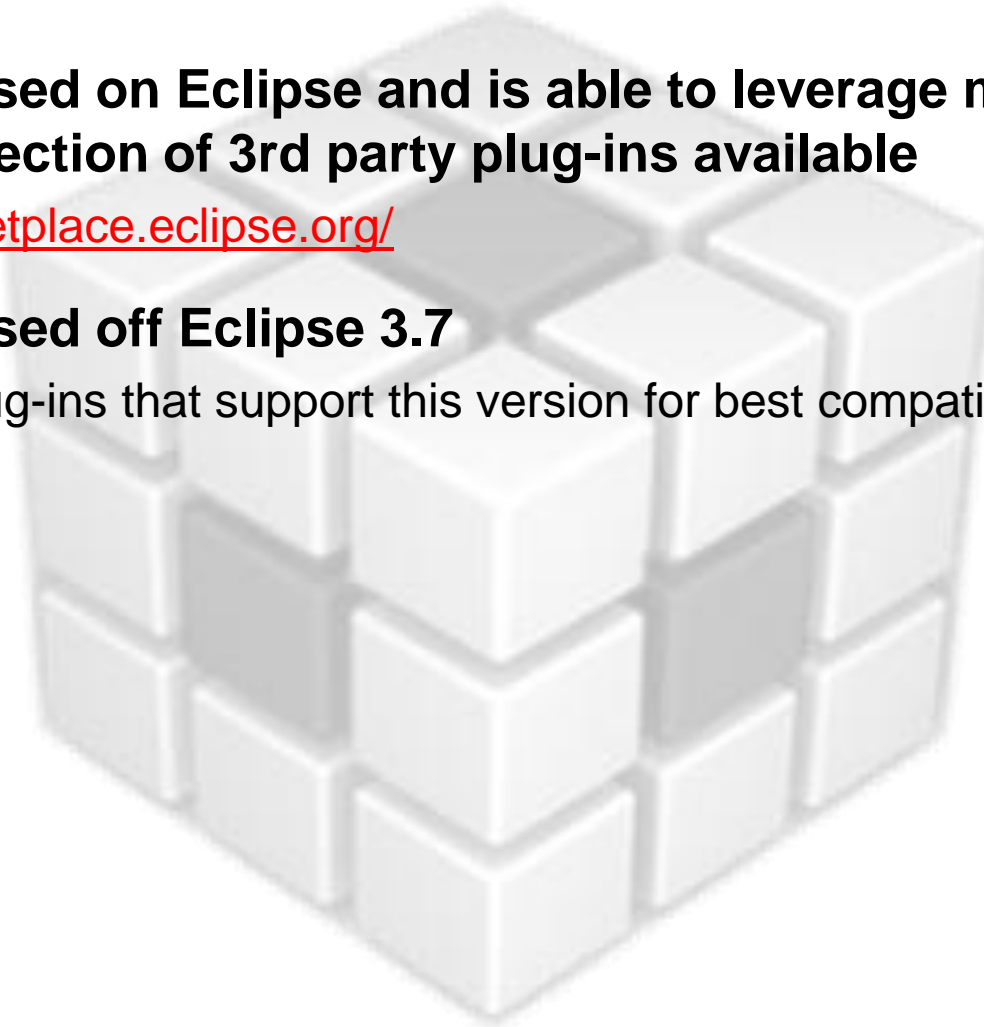 sed on Eclipse and is able to leverage
ection of 3rd party plug-ins available
etplace.eclipse.org/
sed off Eclipse 3.7
ug-ins that support this version for best compati